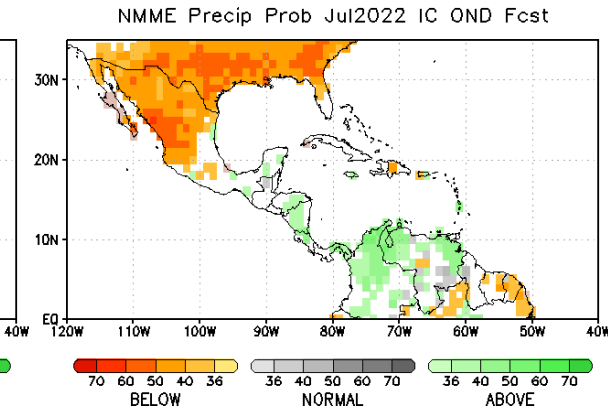 NMME Precip Prob Jul2022 IC OND Fcst
30N
20N
10N
EQ
40W 120W 110W 100W 90W 80W 70W 60W 50W 40W
70 60 50 40 36 36 40 50 60 70 36 40 50 60 70
BELOW NORMAL ABOVE